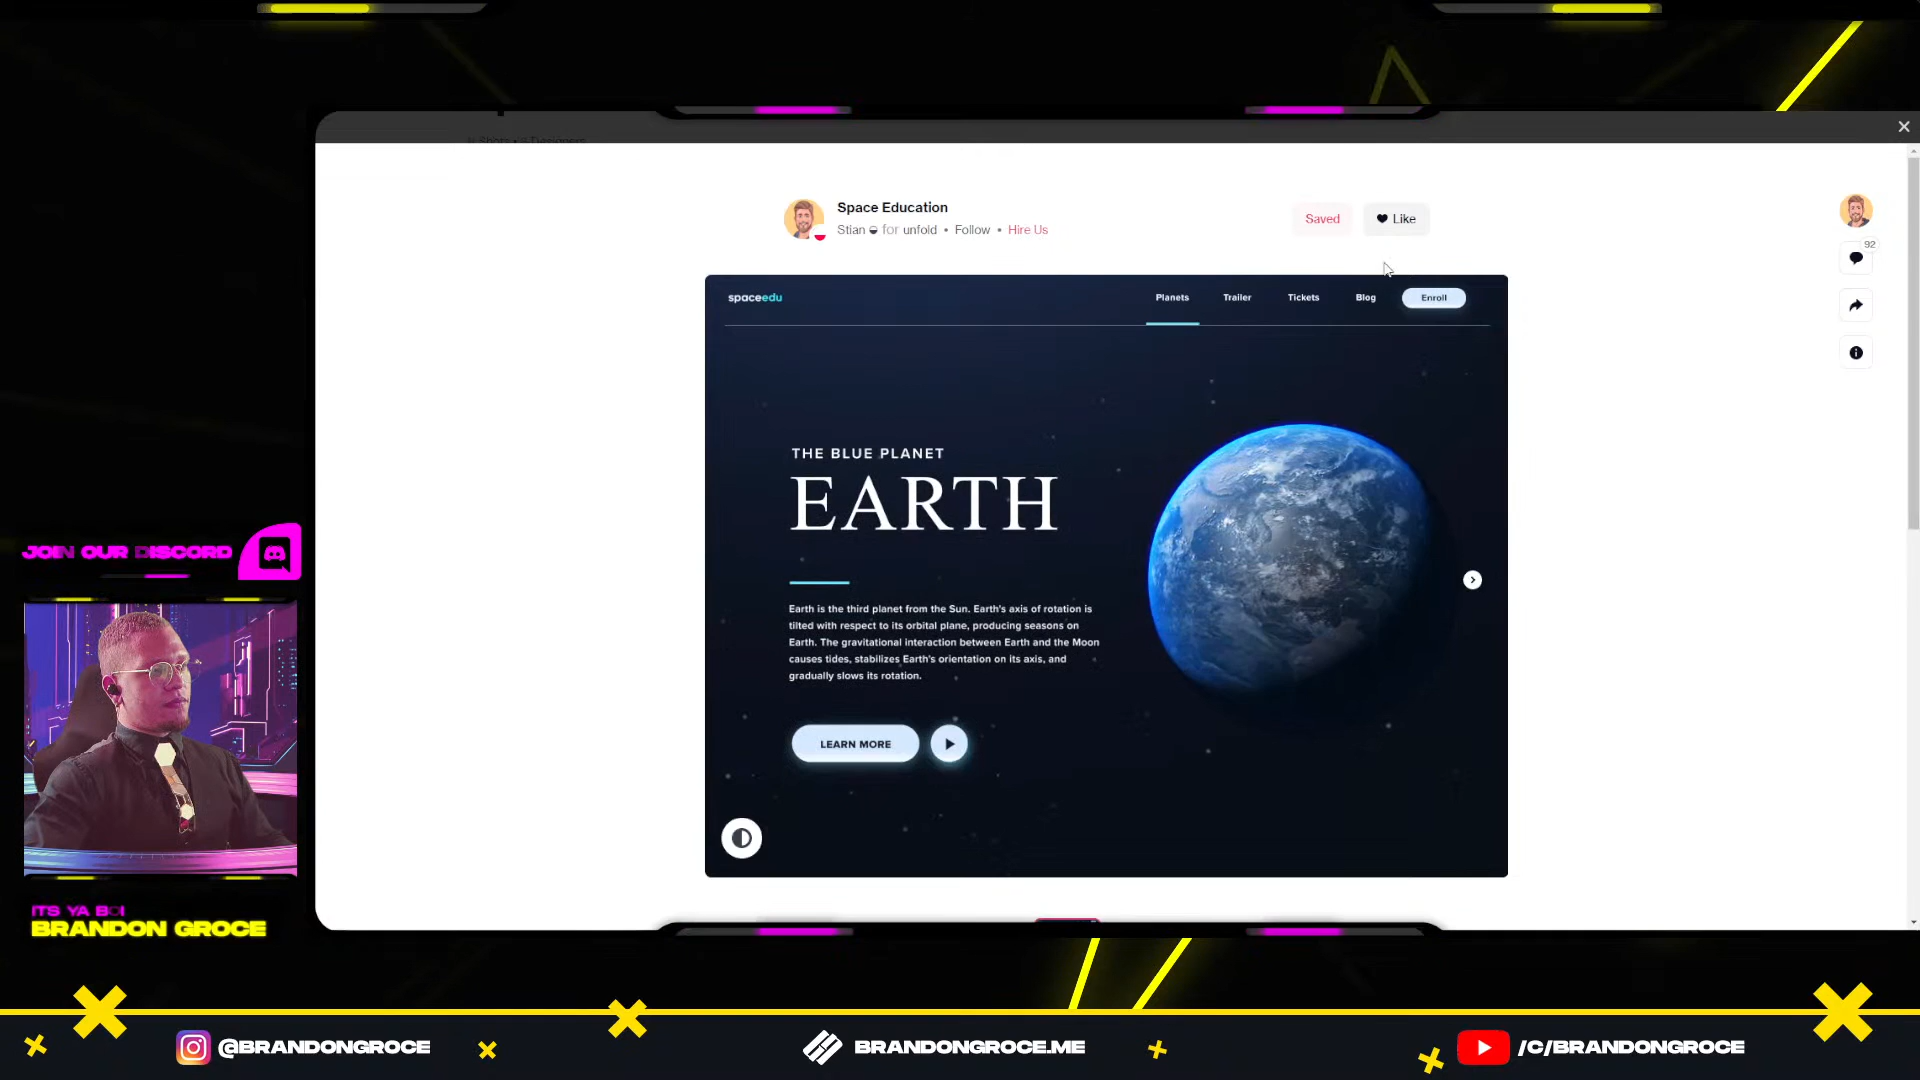 Space Education
Stian for unfold • Follow • Hire Us
Saved
Like
92
spaceedu
Planets
Trailer
Tickets
Blog
Enroll
THE BLUE PLANET
EARTH
Earth is the third planet from the Sun. Earth's axis of rotation is
tilted with respect to its orbital plane, producing seasons on
Earth. The gravitational interaction between Earth and the Moon
causes tides, stabilizes Earth's orientation on its axis, and
gradually slows its rotation.
LEARN MORE
JOIN OUR DISCORD
ITS YA BOI
BRANDON GROCE
@BRANDONGROCE
BRANDONGROCE.ME
/C/BRANDONGROCE